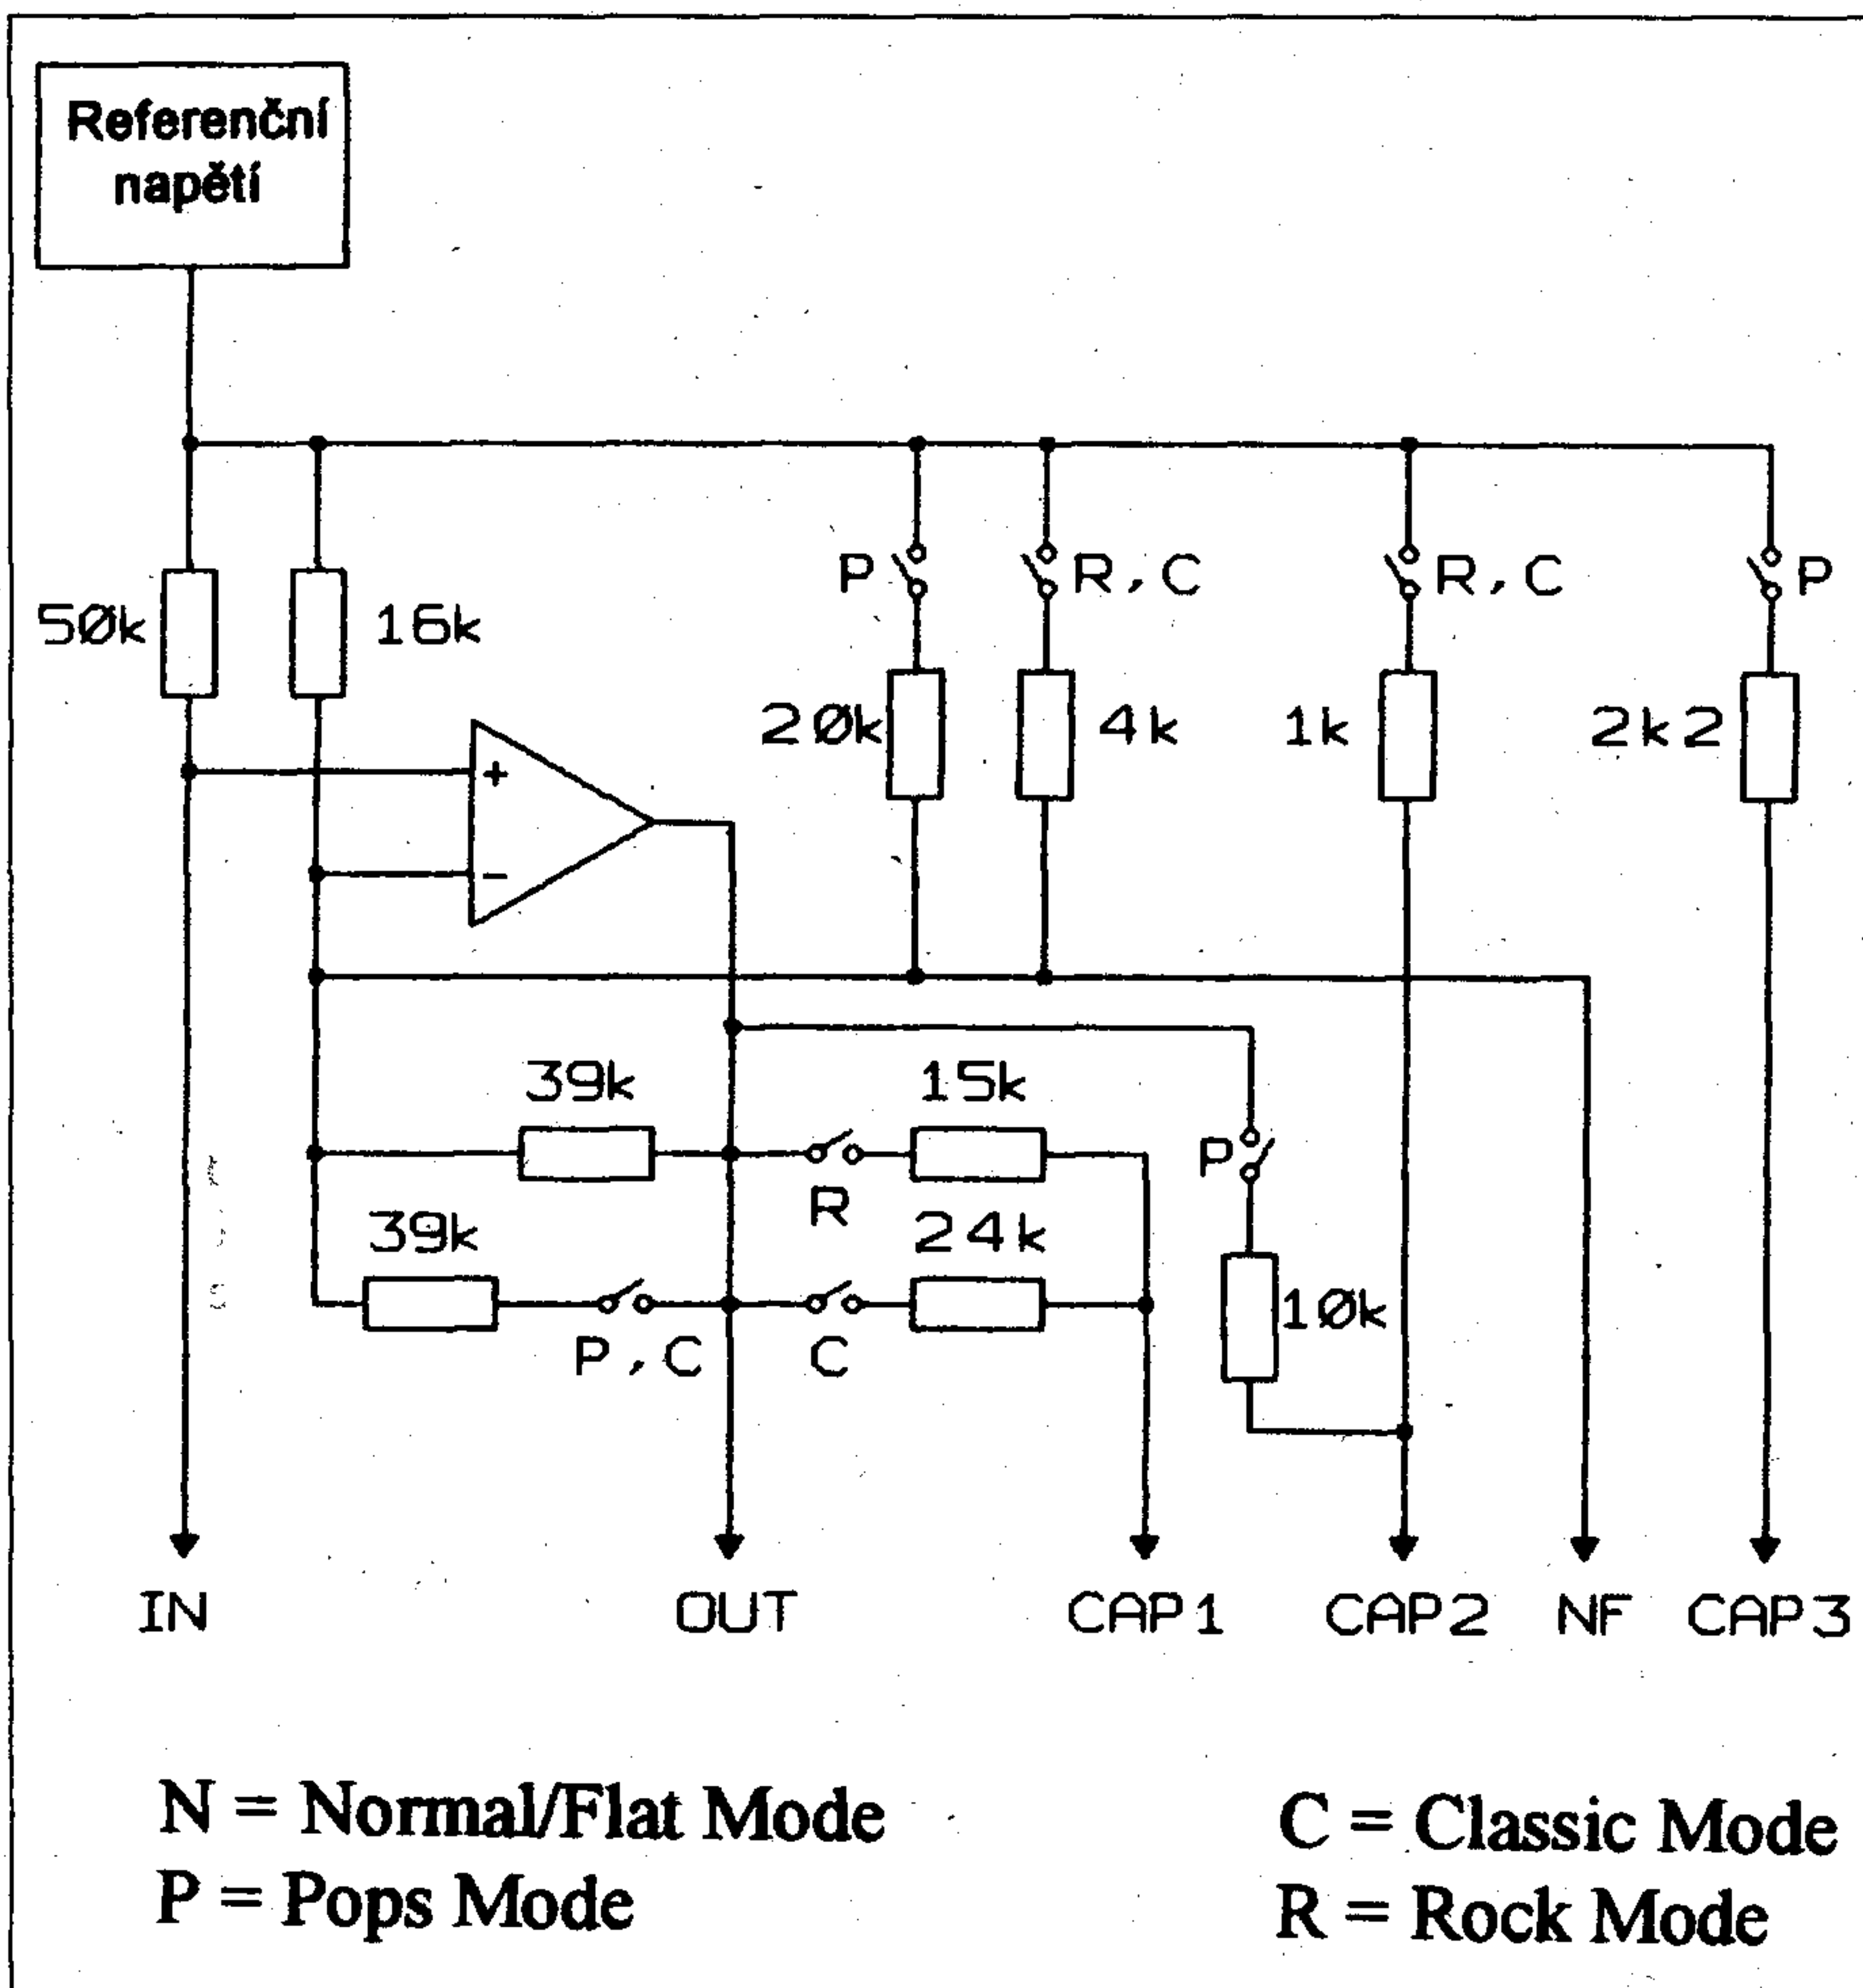 Referenční
napětí
50k
16k
P
R,C
R,C
P
20k
4k
1k
2k2
+
-
39k
15k
P
R
39k
24k
10k
P,C
C
IN
OUT
CAP1
CAP2
NF
CAP3
N = Normal/Flat Mode
C = Classic Mode
P = Pops Mode
R = Rock Mode